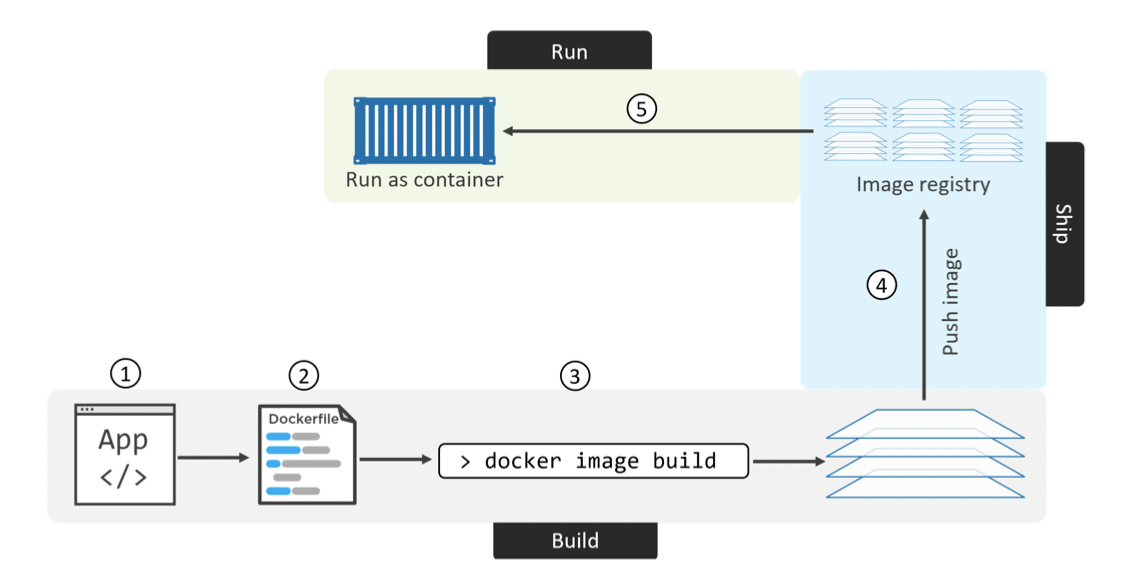 Run
5
Run as container
Image registry
Ship
4
Push image
1
2
3
App
</>
Dockerfile
> docker image build
Build